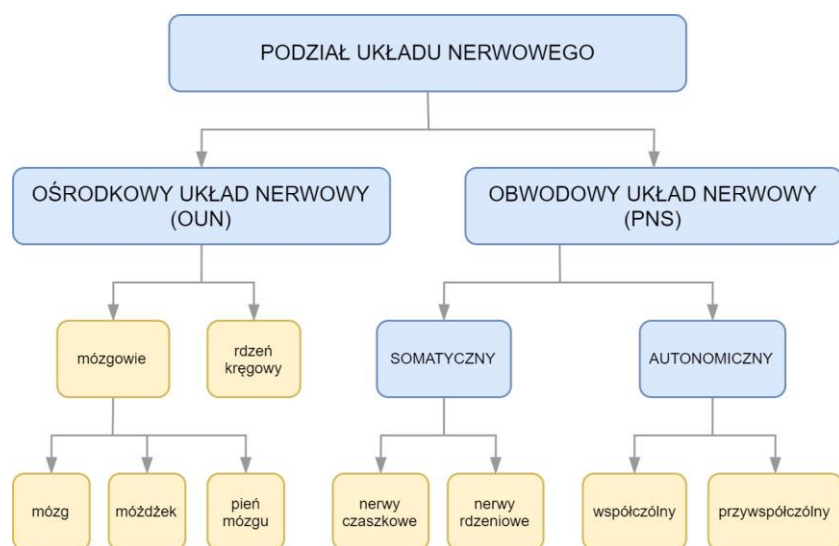 PODZIAŁ UKŁADU NERWOWEGO
OŚRODKOWY UKŁAD NERWOWY
(OUN)
OBWODOWY UKŁAD NERWOWY
(PNS)
mózgowie
rdzeń
kręgowy
SOMATYCZNY
AUTONOMICZNY
mózg
móżdżek
pień
mózgu
nerwy
czaszkowe
nerwy
rdzeniowe
współczólny
przywspółczólny